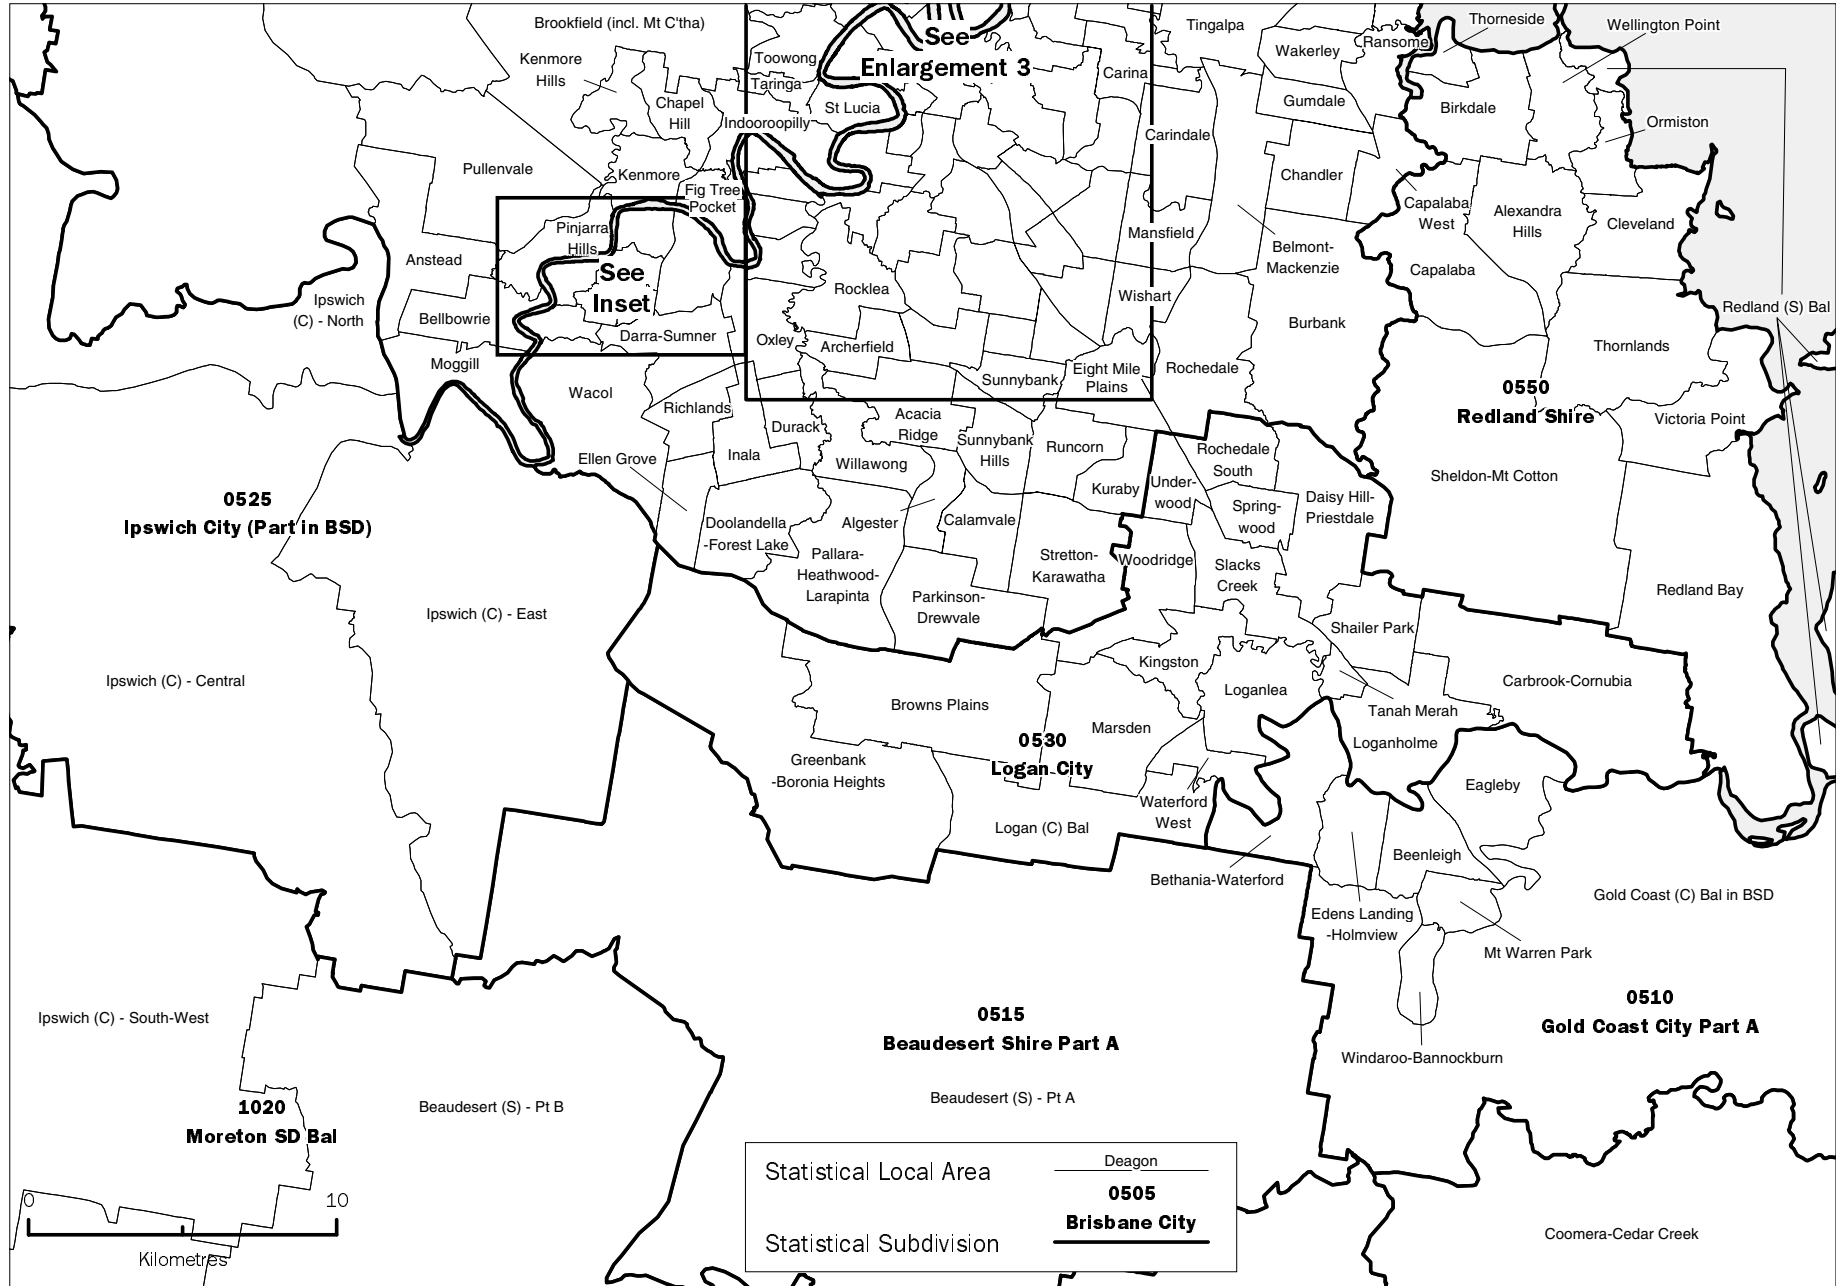 Brookfield (incl. Mt C'tha)
See
Enlargement 3
Tingalpa
Thorneside
Wellington Point
Kenmore
Hills
Toowong
Taringa
Carina
Wakerley
Ransome
Chapel
Hill
St Lucia
Gumdale
Birkdale
Indooroopilly
Carindale
Ormiston
Pullenvale
Kenmore
Chandler
Fig Tree
Pocket
Capalaba
West
Alexandra
Hills
Cleveland
Pinjarra
Hills
Mansfield
Belmont-
Mackenzie
Anstead
See
Inset
Capalaba
Ipswich
(C) - North
Rocklea
Wishart
Redland (S) Bal
Bellbowrie
Burbank
Darra-Sumner
Oxley
Archerfield
Thornlands
Moggill
Eight Mile
Plains
Rochedale
Sunnybank
0550
Redland Shire
Wacol
Richlands
Acacia
Ridge
Victoria Point
Durack
Sunnybank
Hills
Runcorn
Rochedale
South
Ellen Grove
Inala
Willawong
Sheldon-Mt Cotton
Kuraby
Under-
wood
0525
Ipswich City (Part in BSD)
Spring-
wood
Daisy Hill-
Priestdale
Doolandella
-Forest Lake
Algester
Calamvale
Pallara-
Heathwood-
Larapinta
Stretton-
Karawatha
Woodridge
Slacks
Creek
Redland Bay
Parkinson-
Drewvale
Ipswich (C) - East
Shailer Park
Kingston
Ipswich (C) - Central
Loganlea
Carbrook-Cornubia
Browns Plains
Tanah Merah
Marsden
0530
Logan City
Loganholme
Greenbank
-Boronia Heights
Eagleby
Waterford
West
Logan (C) Bal
Beenleigh
Bethania-Waterford
Gold Coast (C) Bal in BSD
Edens Landing
-Holmview
Mt Warren Park
0510
Gold Coast City Part A
Ipswich (C) - South-West
0515
Beaudesert Shire Part A
Windaroo-Bannockburn
1020
Moreton SD Bal
Beaudesert (S) - Pt B
Beaudesert (S) - Pt A
Statistical Local Area
Deagon
0505
Brisbane City
Statistical Subdivision
0 10
Kilometres
Coomera-Cedar Creek